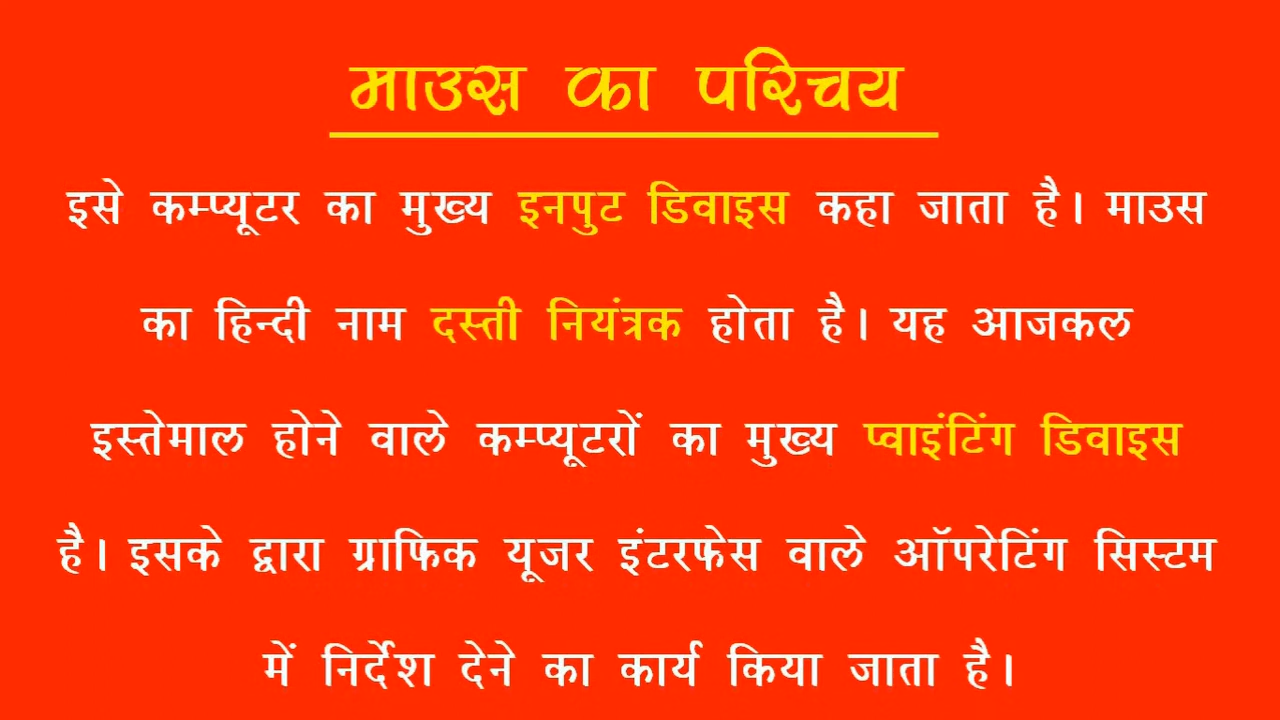 माउस का परिचय
इसे कम्प्यूटर का मुख्य इनपुट डिवाइस कहा जाता है। माउस
का हिन्दी नाम दस्ती नियंत्रक होता है। यह आजकल
इस्तेमाल होने वाले कम्प्यूटरों का मुख्य प्वाइंटिंग डिवाइस
है। इसके द्वारा ग्राफिक यूजर इंटरफेस वाले ऑपरेटिंग सिस्टम
में निर्देश देने का कार्य किया जाता है।